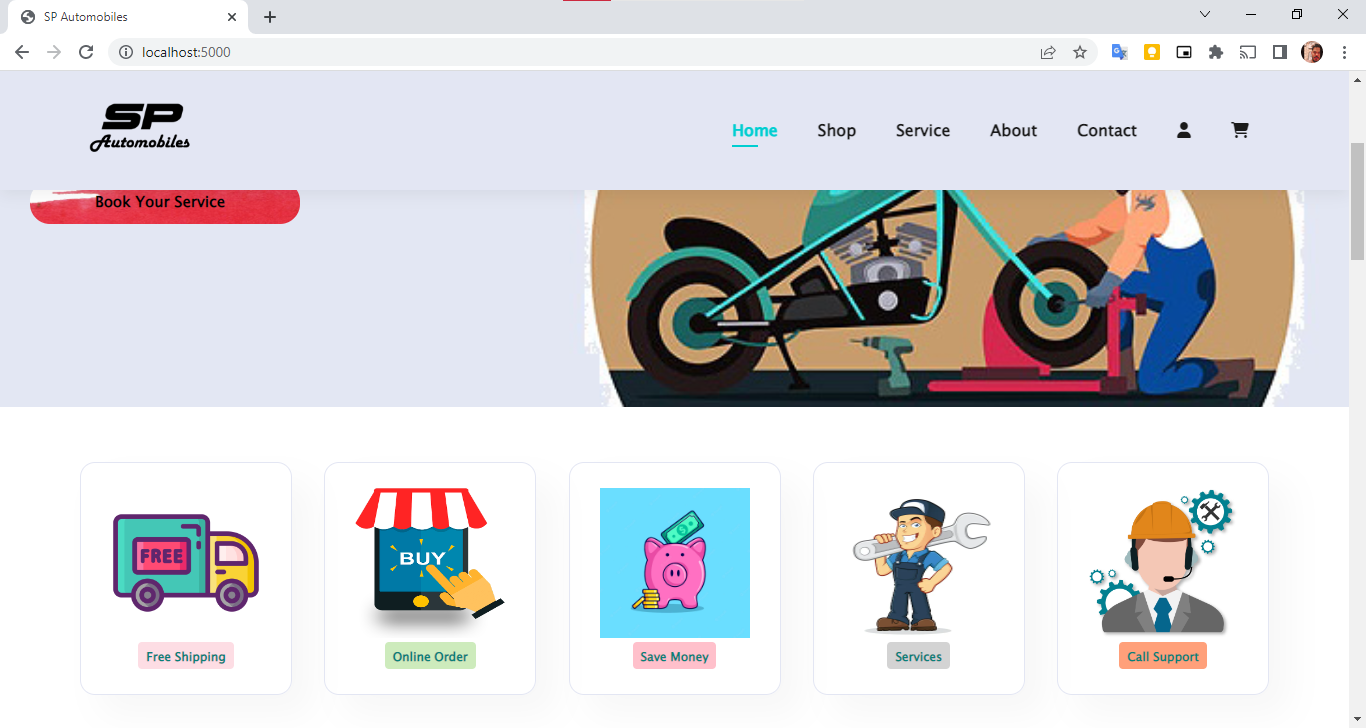 SP Automobiles
localhost:5000
SP
Automobiles
Home
Shop
Service
About
Contact
Book Your Service
FREE
BUY
Free Shipping
Online Order
Save Money
Services
Call Support